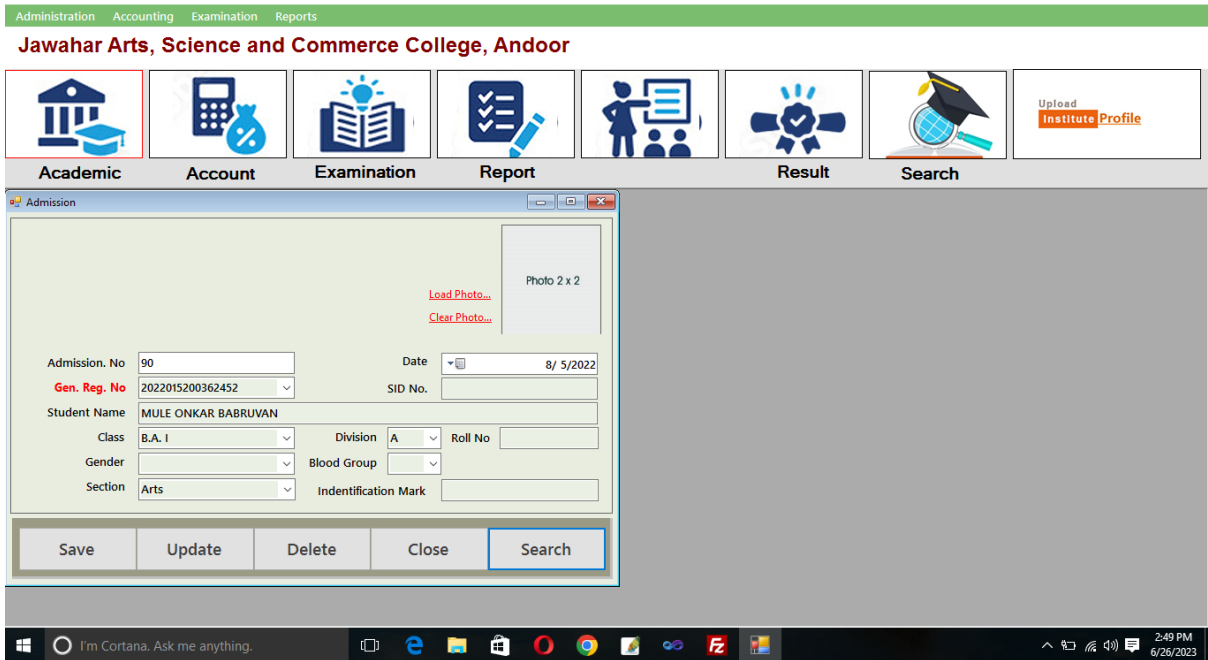 Administration Accounting Examination Reports
Jawahar Arts, Science and Commerce College, Andoor
Upload
Institute Profile
Academic Account Examination Report Result Search
Admission
Photo 2 x 2
Load Photo...
Clear Photo...
Admission. No 90 Date 8/ 5/2022
Gen. Reg. No 2022015200362452 SID No.
Student Name MULE ONKAR BABRUVAN
Class B.A. I Division A Roll No
Gender Blood Group
Section Arts Indentification Mark
Save Update Delete Close Search
I'm Cortana. Ask me anything.
2:49 PM
6/26/2023